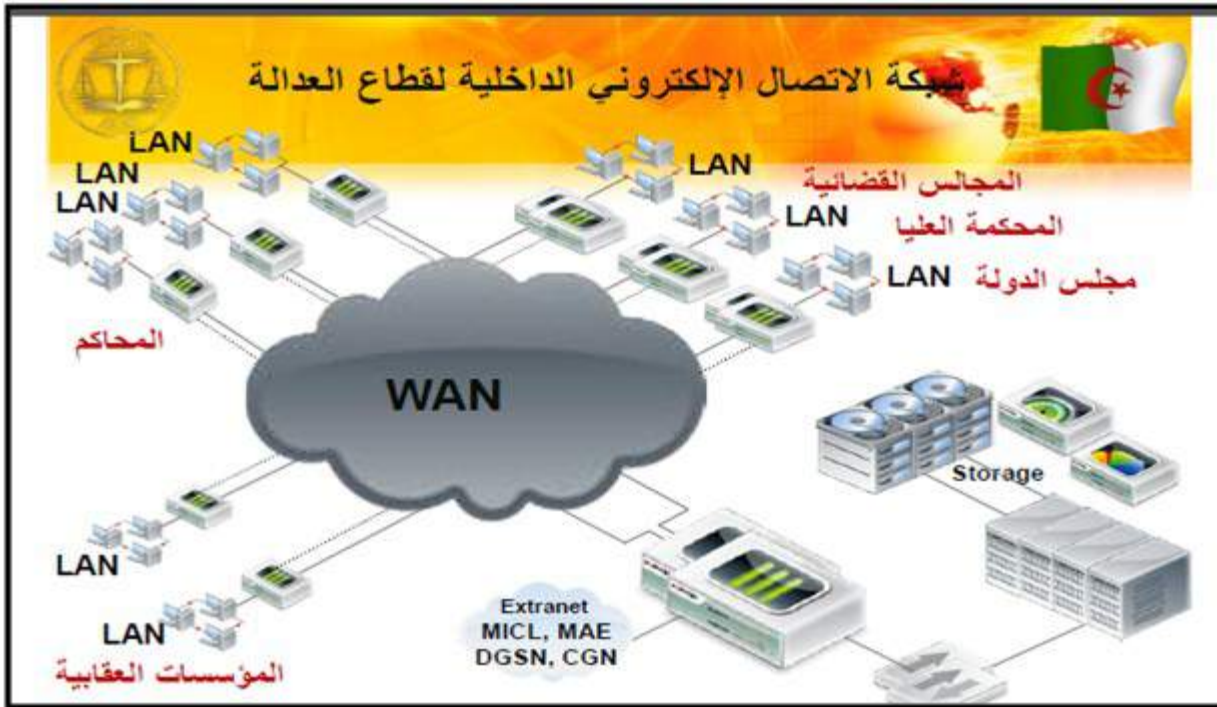 شبكة الاتصال الإلكتروني الداخلية لقطاع العدالة
LAN
LAN
LAN
LAN
المجالس القضائية
LAN
المحكمة العليا
LAN
مجلس الدولة
المحاكم
WAN
Storage
LAN
LAN
المؤسسات العقابية
Extranet
MICL, MAE
DGSN, CGN